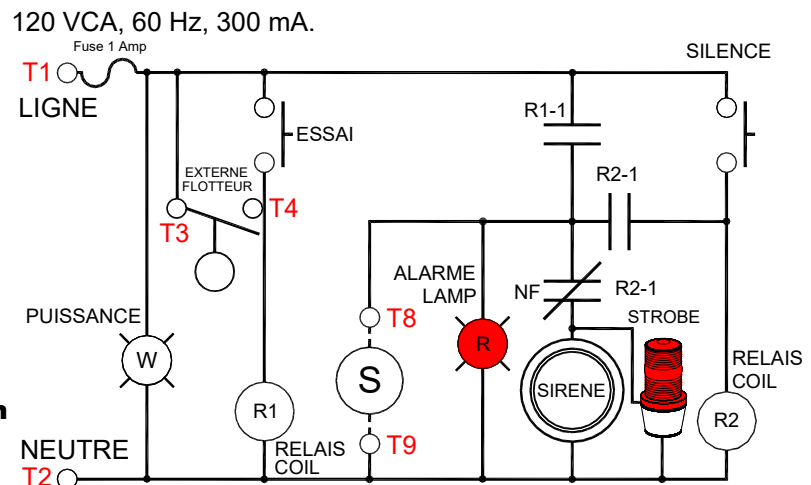 120 VCA, 60 Hz, 300 mA.
Fuse 1 Amp
T1
LIGNE
SILENCE
ESSAI
R1-1
EXTERNE
FLOTTEUR
T3
T4
R2-1
ALARME
LAMP
NF
R2-1
STROBE
PUISSANCE
W
T8
S
R
SIRENE
RELAIS
COIL
R1
R2
T9
RELAIS
COIL
NEUTRE
T2